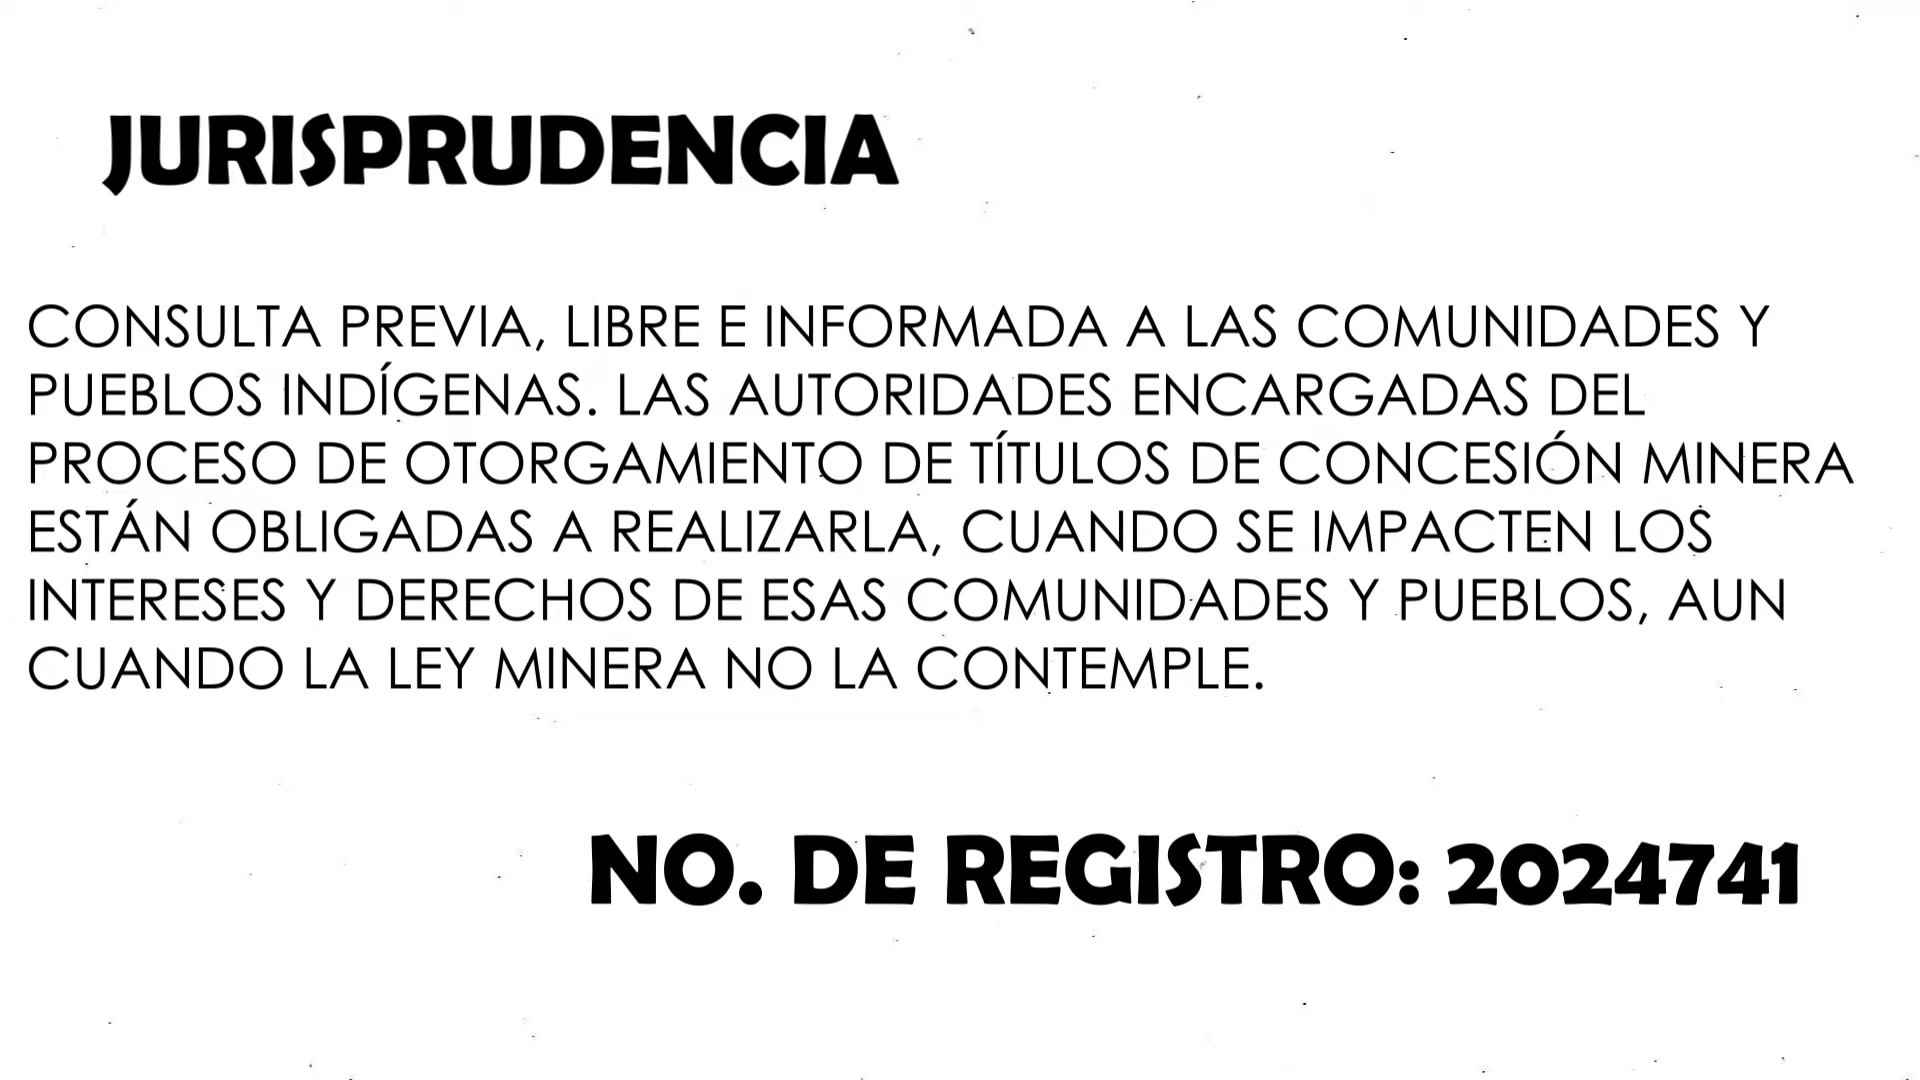 JURISPRUDENCIA
CONSULTA PREVIA, LIBRE E INFORMADA A LAS COMUNIDADES Y
PUEBLOS INDÍGENAS. LAS AUTORIDADES ENCARGADAS DEL
PROCESO DE OTORGAMIENTO DE TÍTULOS DE CONCESIÓN MINERA
ESTÁN OBLIGADAS A REALIZARLA, CUANDO SE IMPACTEN LOS
INTERESES Y DERECHOS DE ESAS COMUNIDADES Y PUEBLOS, AUN
CUANDO LA LEY MINERA NO LA CONTEMPLE.
NO. DE REGISTRO: 2024741